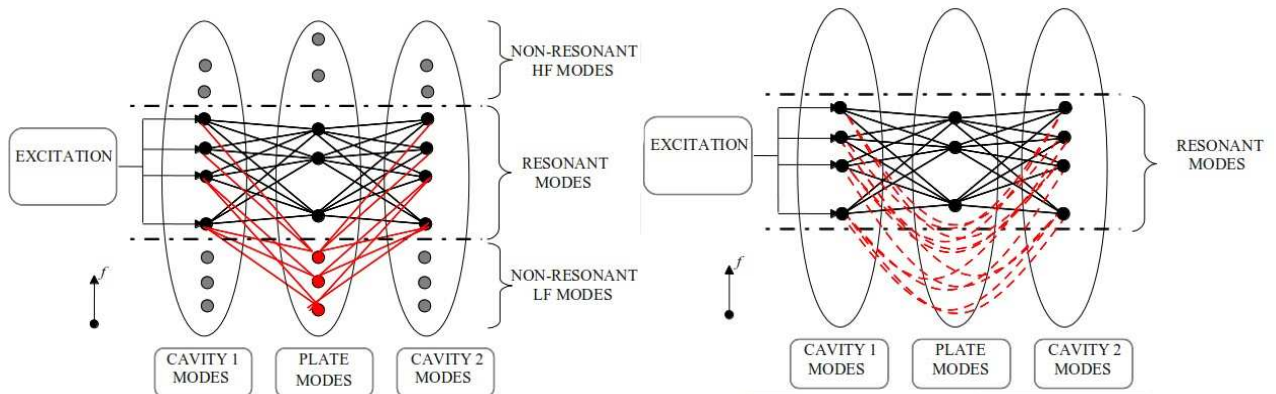 NON-RESONANT
HF MODES
EXCITATION
RESONANT
MODES
f
NON-RESONANT
LF MODES
CAVITY 1
MODES
PLATE
MODES
CAVITY 2
MODES
EXCITATION
RESONANT
MODES
f
CAVITY 1
MODES
PLATE
MODES
CAVITY 2
MODES